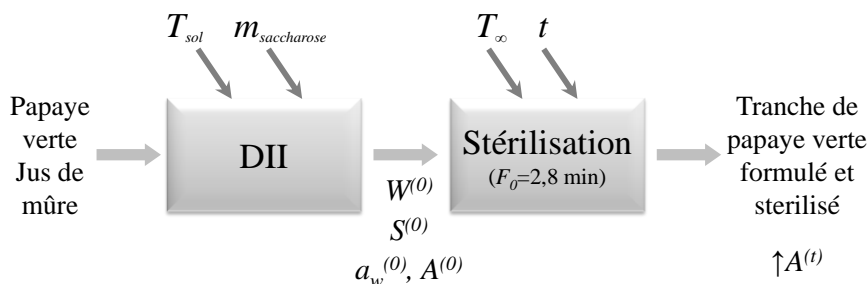 T_sol m_saccharose
T_∞ t
Papaye
verte
Jus de
mûre
DII
W^(0)
S^(0)
a_w^(0), A^(0)
Stérilisation
(F_0=2,8 min)
Tranche de
papaye verte
formulé et
sterilisé
↑A^(t)